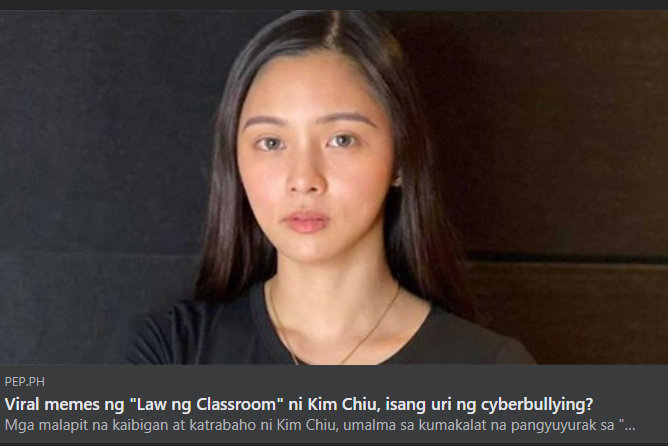 PEP.PH
Viral memes ng "Law ng Classroom" ni Kim Chiu, isang uri ng cyberbullying?
Mga malapit na kaibigan at katrabaho ni Kim Chiu, umalma sa kumakalat na pangyuyurak sa "...